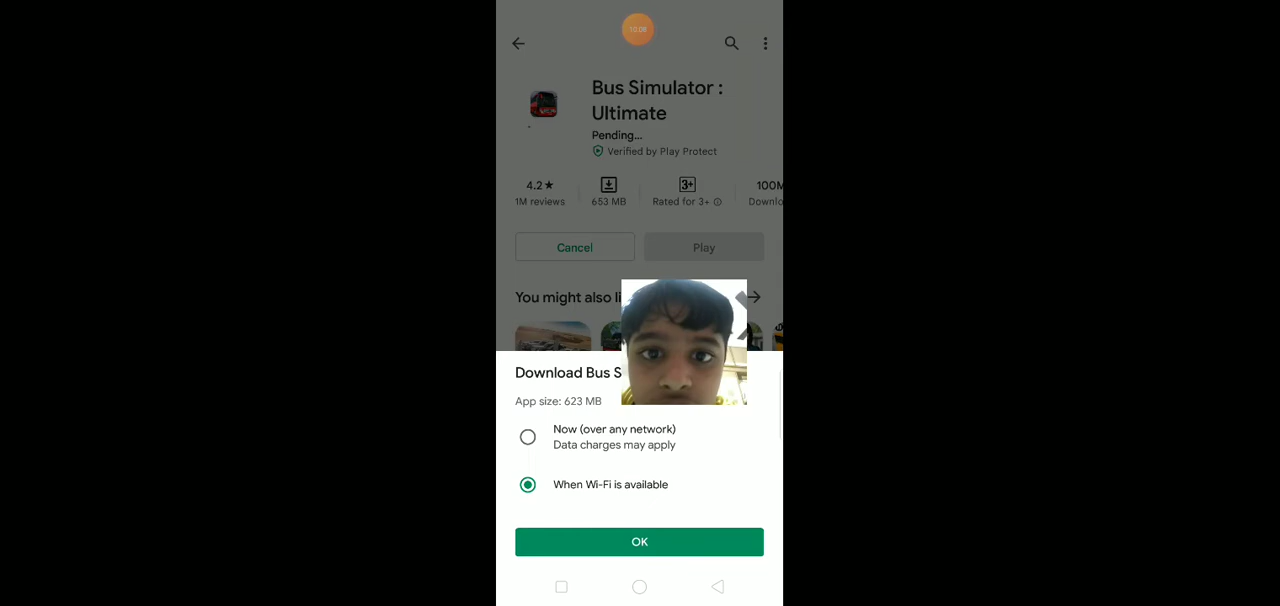 Bus Simulator :
Ultimate
Pending...
Verified by Play Protect
4.2★
653 MB
3+
100M
1M reviews
Rated for 3+
Downlo
Cancel
Play
You might also li
Download Bus S
App size: 623 MB
Now (over any network)
Data charges may apply
When Wi-Fi is available
OK